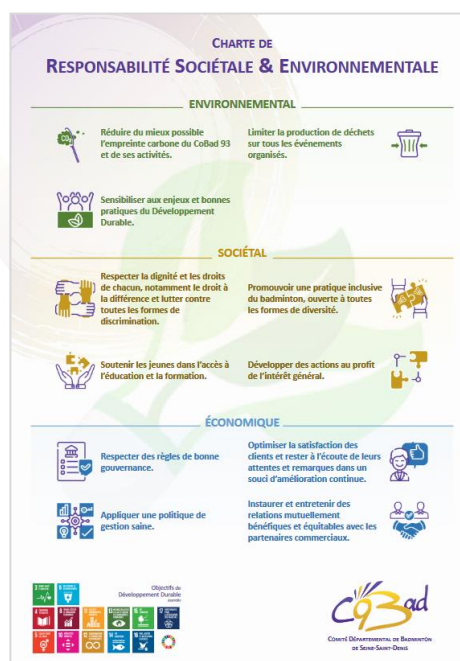 CHARTE DE
RESPONSABILITÉ SOCIÉTALE & ENVIRONNEMENTALE
ENVIRONNEMENTAL
Réduire du mieux possible
l'empreinte carbone du CoBad 93
et de ses activités.
Limiter la production de déchets
sur tous les événements
organisés.
Sensibiliser aux enjeux et bonnes
pratiques du Développement
Durable.
SOCIÉTAL
Respecter la dignité et les droits
de chacun, notamment le droit à
la différence et lutter contre
toutes les formes de
discrimination.
Promouvoir une pratique inclusive
du badminton, ouverte à toutes
les formes de diversité.
Soutenir les jeunes dans l'accès à
l'éducation et la formation.
Développer des actions au profit
de l'intérêt général.
ÉCONOMIQUE
Respecter des règles de bonne
gouvernance.
Optimiser la satisfaction des
clients et rester à l'écoute de leurs
attentes et remarques dans un
souci d'amélioration continue.
Appliquer une politique de
gestion saine.
Instaurer et entretenir des
relations mutuellement
bénéfiques et équitables avec les
partenaires commerciaux.
Objectifs de
Développement Durable
Co93ad
COMITÉ DÉPARTEMENTAL DE BADMINTON
DE SEINE-SAINT-DENIS